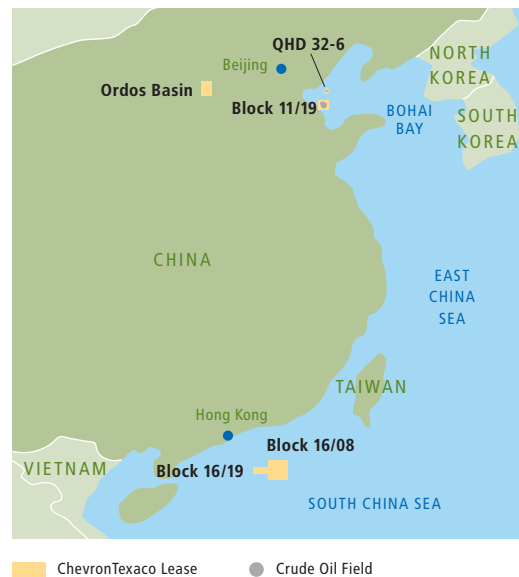 QHD 32-6
NORTH
KOREA
Beijing
Ordos Basin
Block 11/19
BOHAI
BAY
SOUTH
KOREA
CHINA
EAST
CHINA
SEA
TAIWAN
Hong Kong
Block 16/08
VIETNAM
Block 16/19
SOUTH CHINA SEA
ChevronTexaco Lease
Crude Oil Field